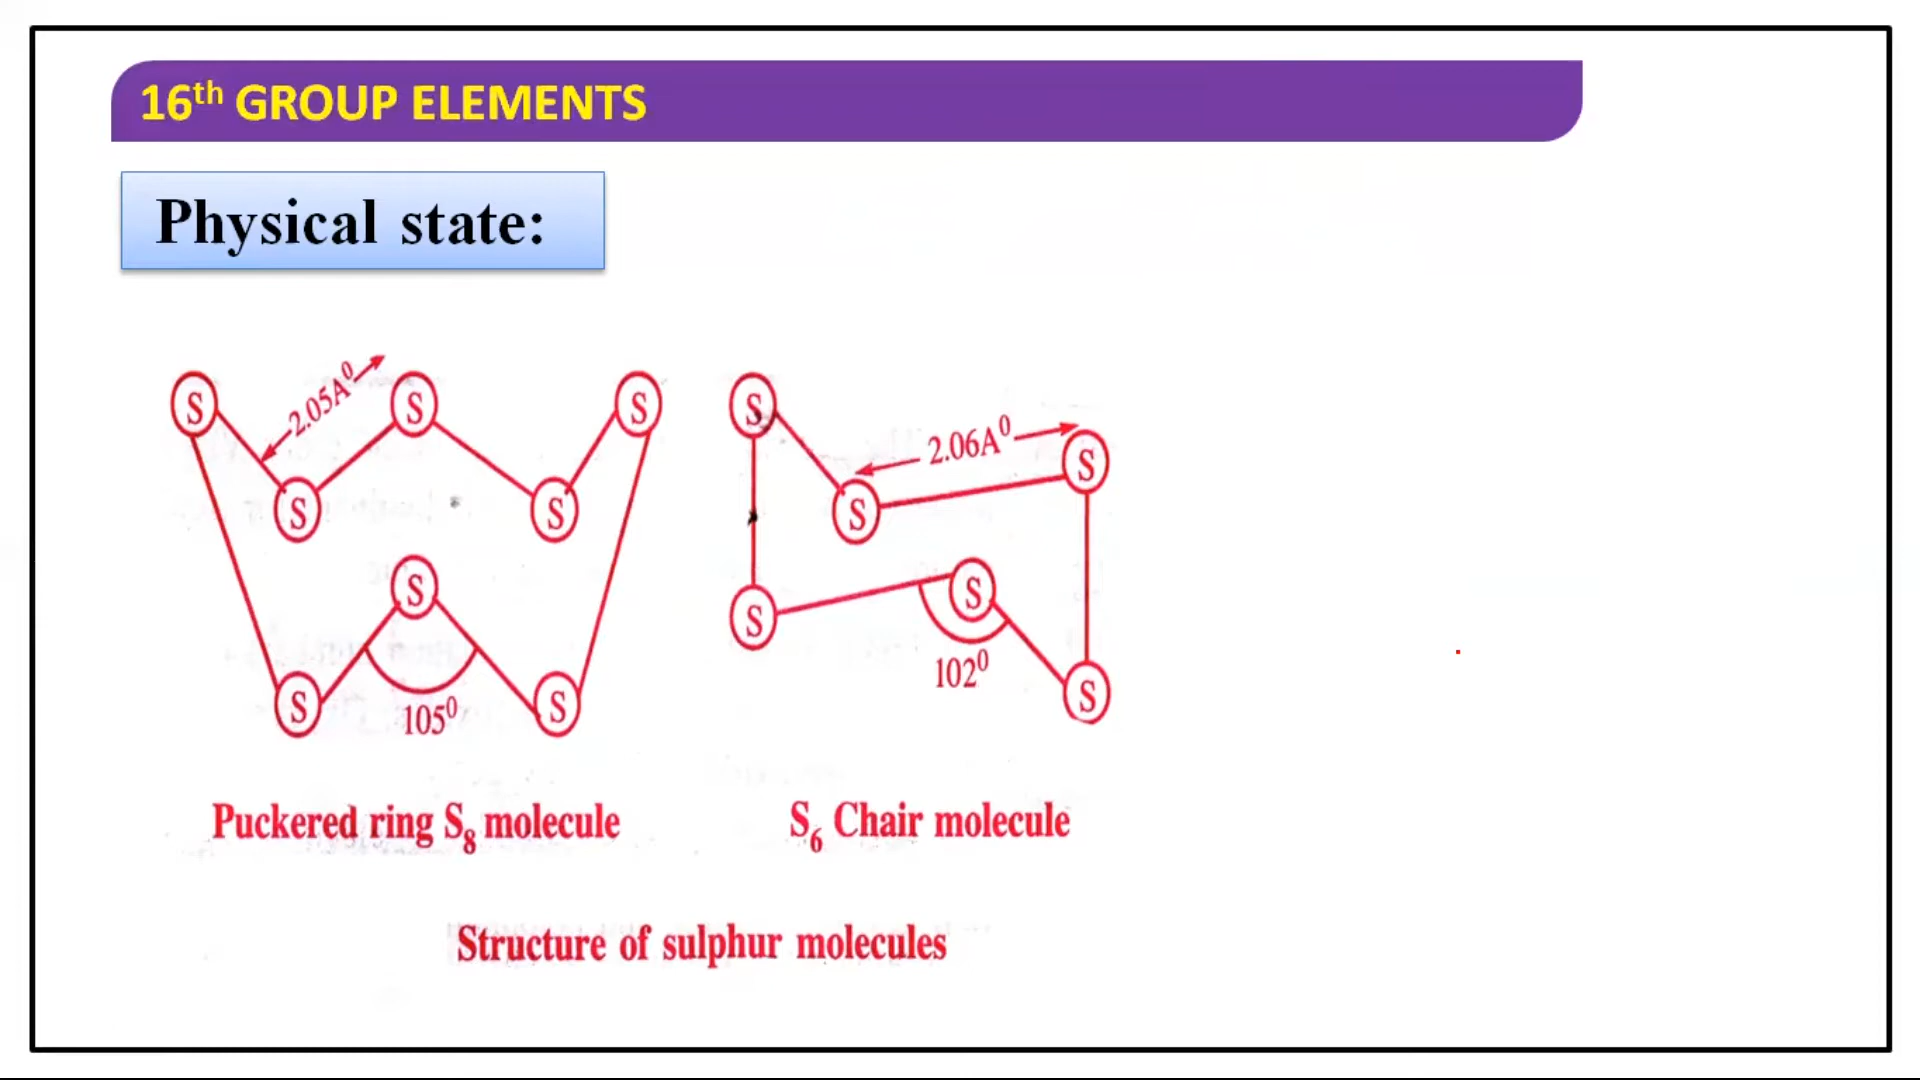 16th GROUP ELEMENTS
Physical state:
S
2.05A⁰
S
S
S
S
S
S
S
105⁰
S
2.06A⁰
S
S
S
S
102⁰
S
Puckered ring S₈ molecule
S₆ Chair molecule
Structure of sulphur molecules